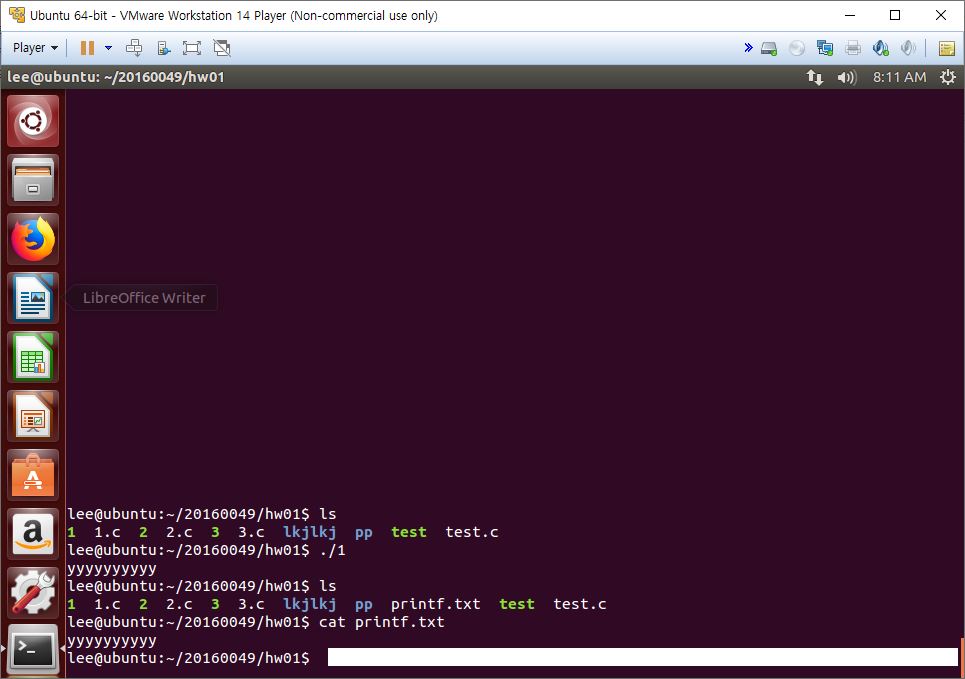 Ubuntu 64-bit - VMware Workstation 14 Player (Non-commercial use only)
Player
lee@ubuntu: ~/20160049/hw01
8:11 AM
LibreOffice Writer
lee@ubuntu:~/20160049/hw01$ ls
1 1.c 2 2.c 3 3.c lkjlkj pp test test.c
lee@ubuntu:~/20160049/hw01$ ./1
yyyyyyyyyy
lee@ubuntu:~/20160049/hw01$ ls
1 1.c 2 2.c 3 3.c lkjlkj pp printf.txt test test.c
lee@ubuntu:~/20160049/hw01$ cat printf.txt
yyyyyyyyyy
lee@ubuntu:~/20160049/hw01$